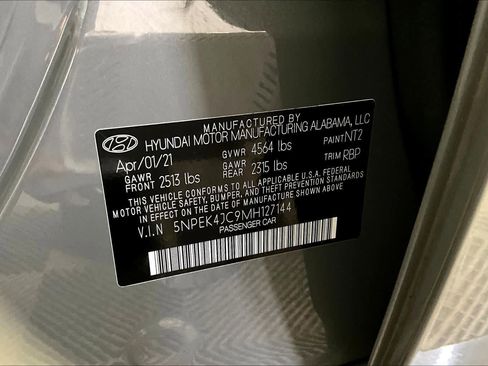 MANUFACTURED BY
HYUNDAI MOTOR MANUFACTURING ALABAMA, LLC
Apr/01/21 GVWR 4564 lbs PAINT NT2
GAWR FRONT 2513 lbs GAWR REAR 2315 lbs TRIM RBP
THIS VEHICLE CONFORMS TO ALL APPLICABLE U.S.A. FEDERAL
MOTOR VEHICLE SAFETY, BUMPER, AND THEFT PREVENTION
STANDARDS IN EFFECT ON THE DATE OF MANUFACTURE
V.I.N 5NPEK4JC9MH127144
PASSENGER CAR